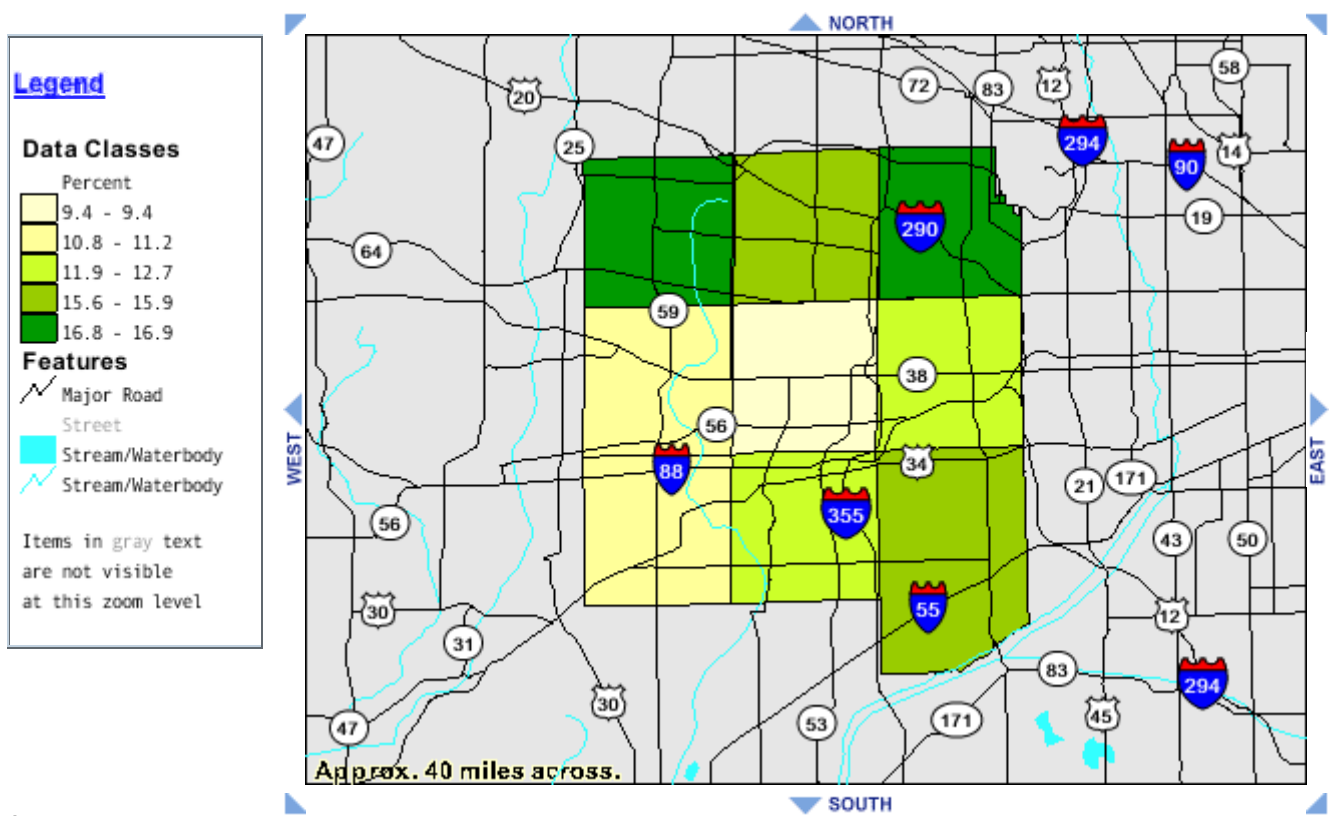 Legend
Data Classes
Percent
9.4 - 9.4
10.8 - 11.2
11.9 - 12.7
15.6 - 15.9
16.8 - 16.9
Features
Major Road
Street
Stream/Waterbody
Stream/Waterbody
Items in gray text
are not visible
at this zoom level
NORTH
58
72
83
12
20
294
47
25
14
90
19
290
64
59
38
WEST
EAST
56
34
88
21
171
355
56
43
50
55
30
12
31
83
294
30
45
47
53
171
Approx. 40 miles across.
SOUTH